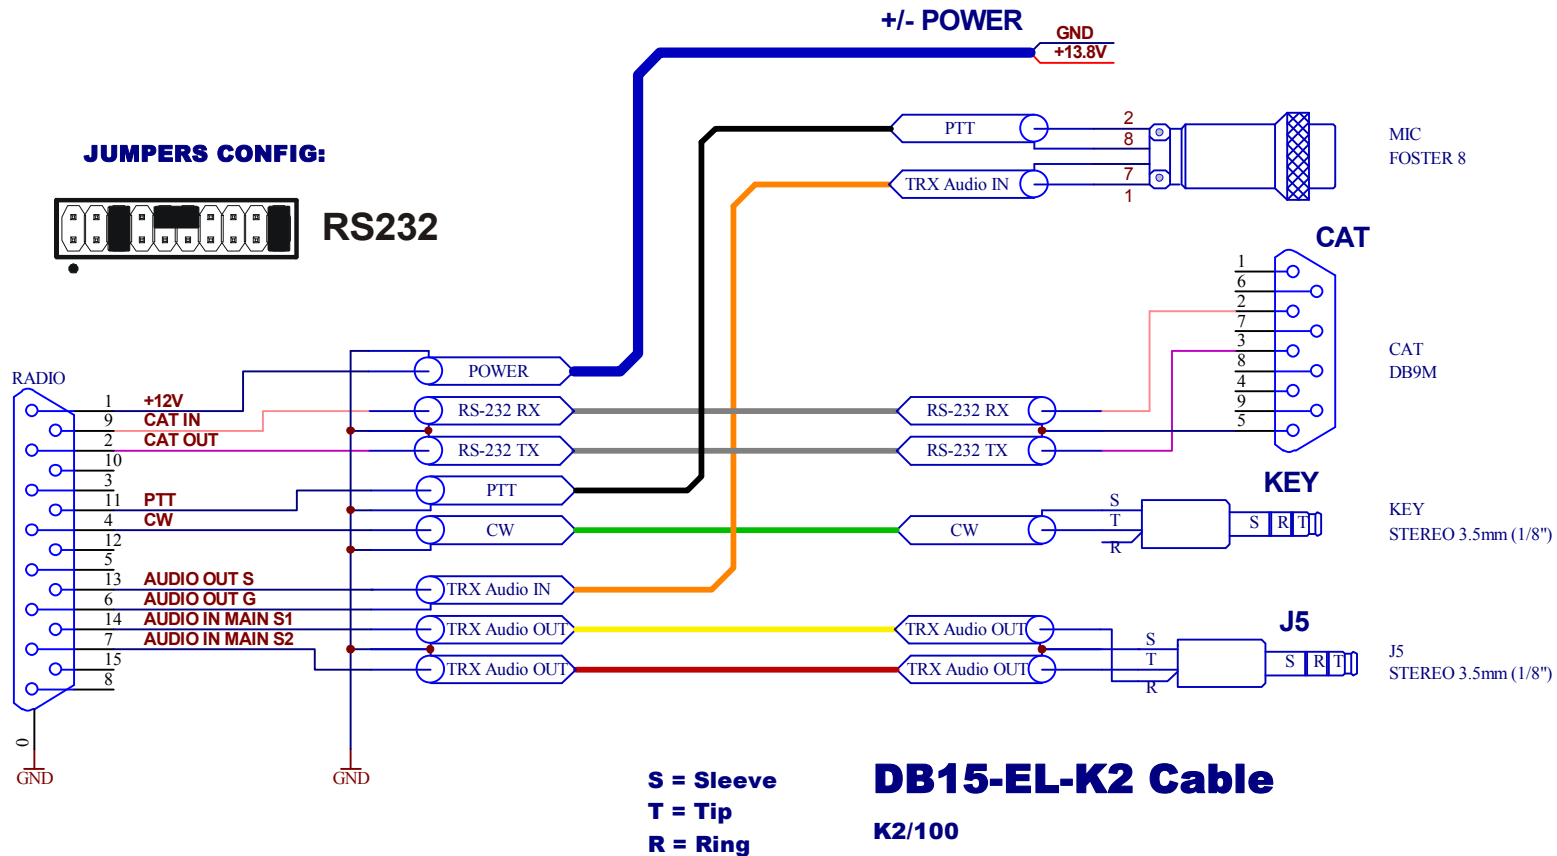 +/- POWER
GND
+13.8V
PTT
2
8
MIC
FOSTER 8
JUMPERS CONFIG:
TRX Audio IN
7
1
RS232
CAT
1
6
2
7
3
8
4
9
5
CAT
DB9M
RADIO
POWER
1 +12V
9 CAT IN
2 CAT OUT
10
3
11 PTT
4 CW
12
5
13 AUDIO OUT S
6 AUDIO OUT G
14 AUDIO IN MAIN S1
7 AUDIO IN MAIN S2
15
8
0
GND
GND
RS-232 RX
RS-232 TX
PTT
CW
TRX Audio IN
TRX Audio OUT
TRX Audio OUT
RS-232 RX
RS-232 TX
CW
TRX Audio OUT
TRX Audio OUT
KEY
S
T
R
S R T
KEY
STEREO 3.5mm (1/8")
J5
S
T
R
S R T
J5
STEREO 3.5mm (1/8")
S = Sleeve
T = Tip
R = Ring
DB15-EL-K2 Cable
K2/100